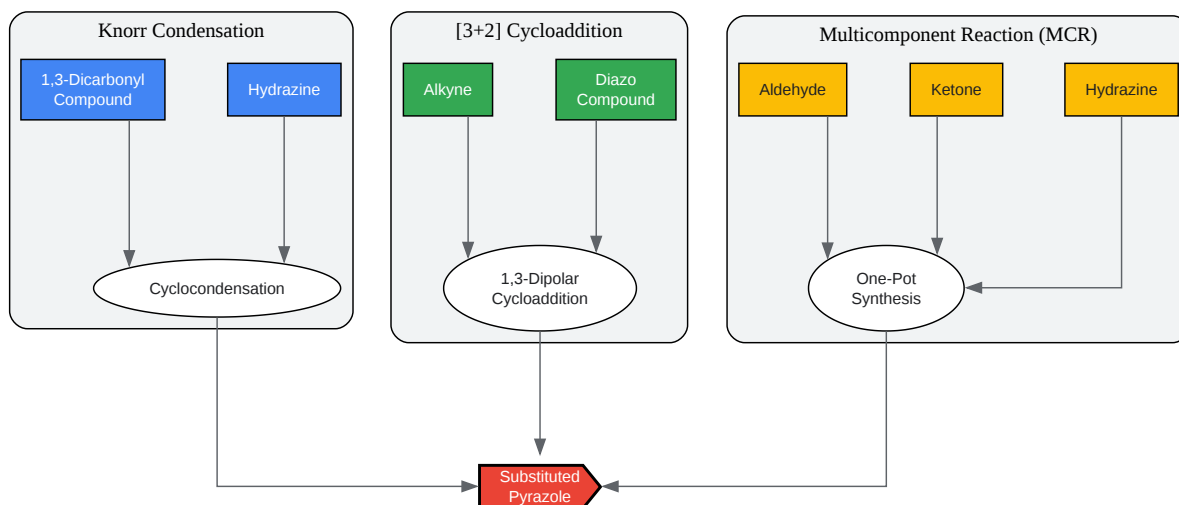 Knorr Condensation
[3+2] Cycloaddition
Multicomponent Reaction (MCR)
1,3-Dicarbonyl
Compound
Hydrazine
Alkyne
Diazo
Compound
Aldehyde
Ketone
Hydrazine
Cyclocondensation
1,3-Dipolar
Cycloaddition
One-Pot
Synthesis
Substituted
Pyrazole